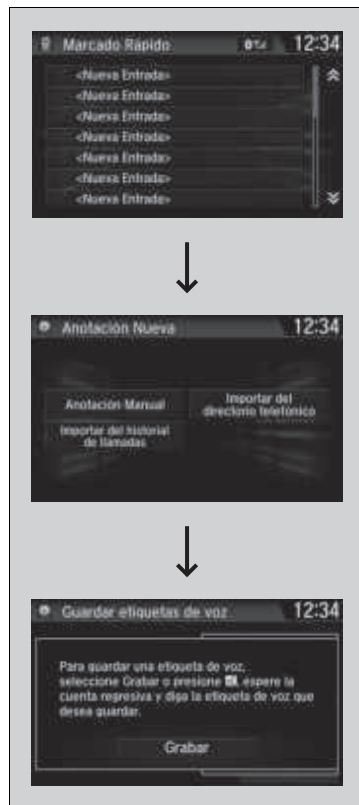 Marcado Rápido 12:34
<Nueva Entrada>
<Nueva Entrada>
<Nueva Entrada>
<Nueva Entrada>
<Nueva Entrada>
<Nueva Entrada>
<Nueva Entrada>
Anotación Nueva 12:34
Anotación Manual
Importar del
directorio telefónico
Importar del historial
de llamadas
Guardar etiquetas de voz 12:34
Para guardar una etiqueta de voz,
seleccione Grabar o presione , espere la
cuenta regresiva y diga la etiqueta de voz que
desea guardar.
Grabar